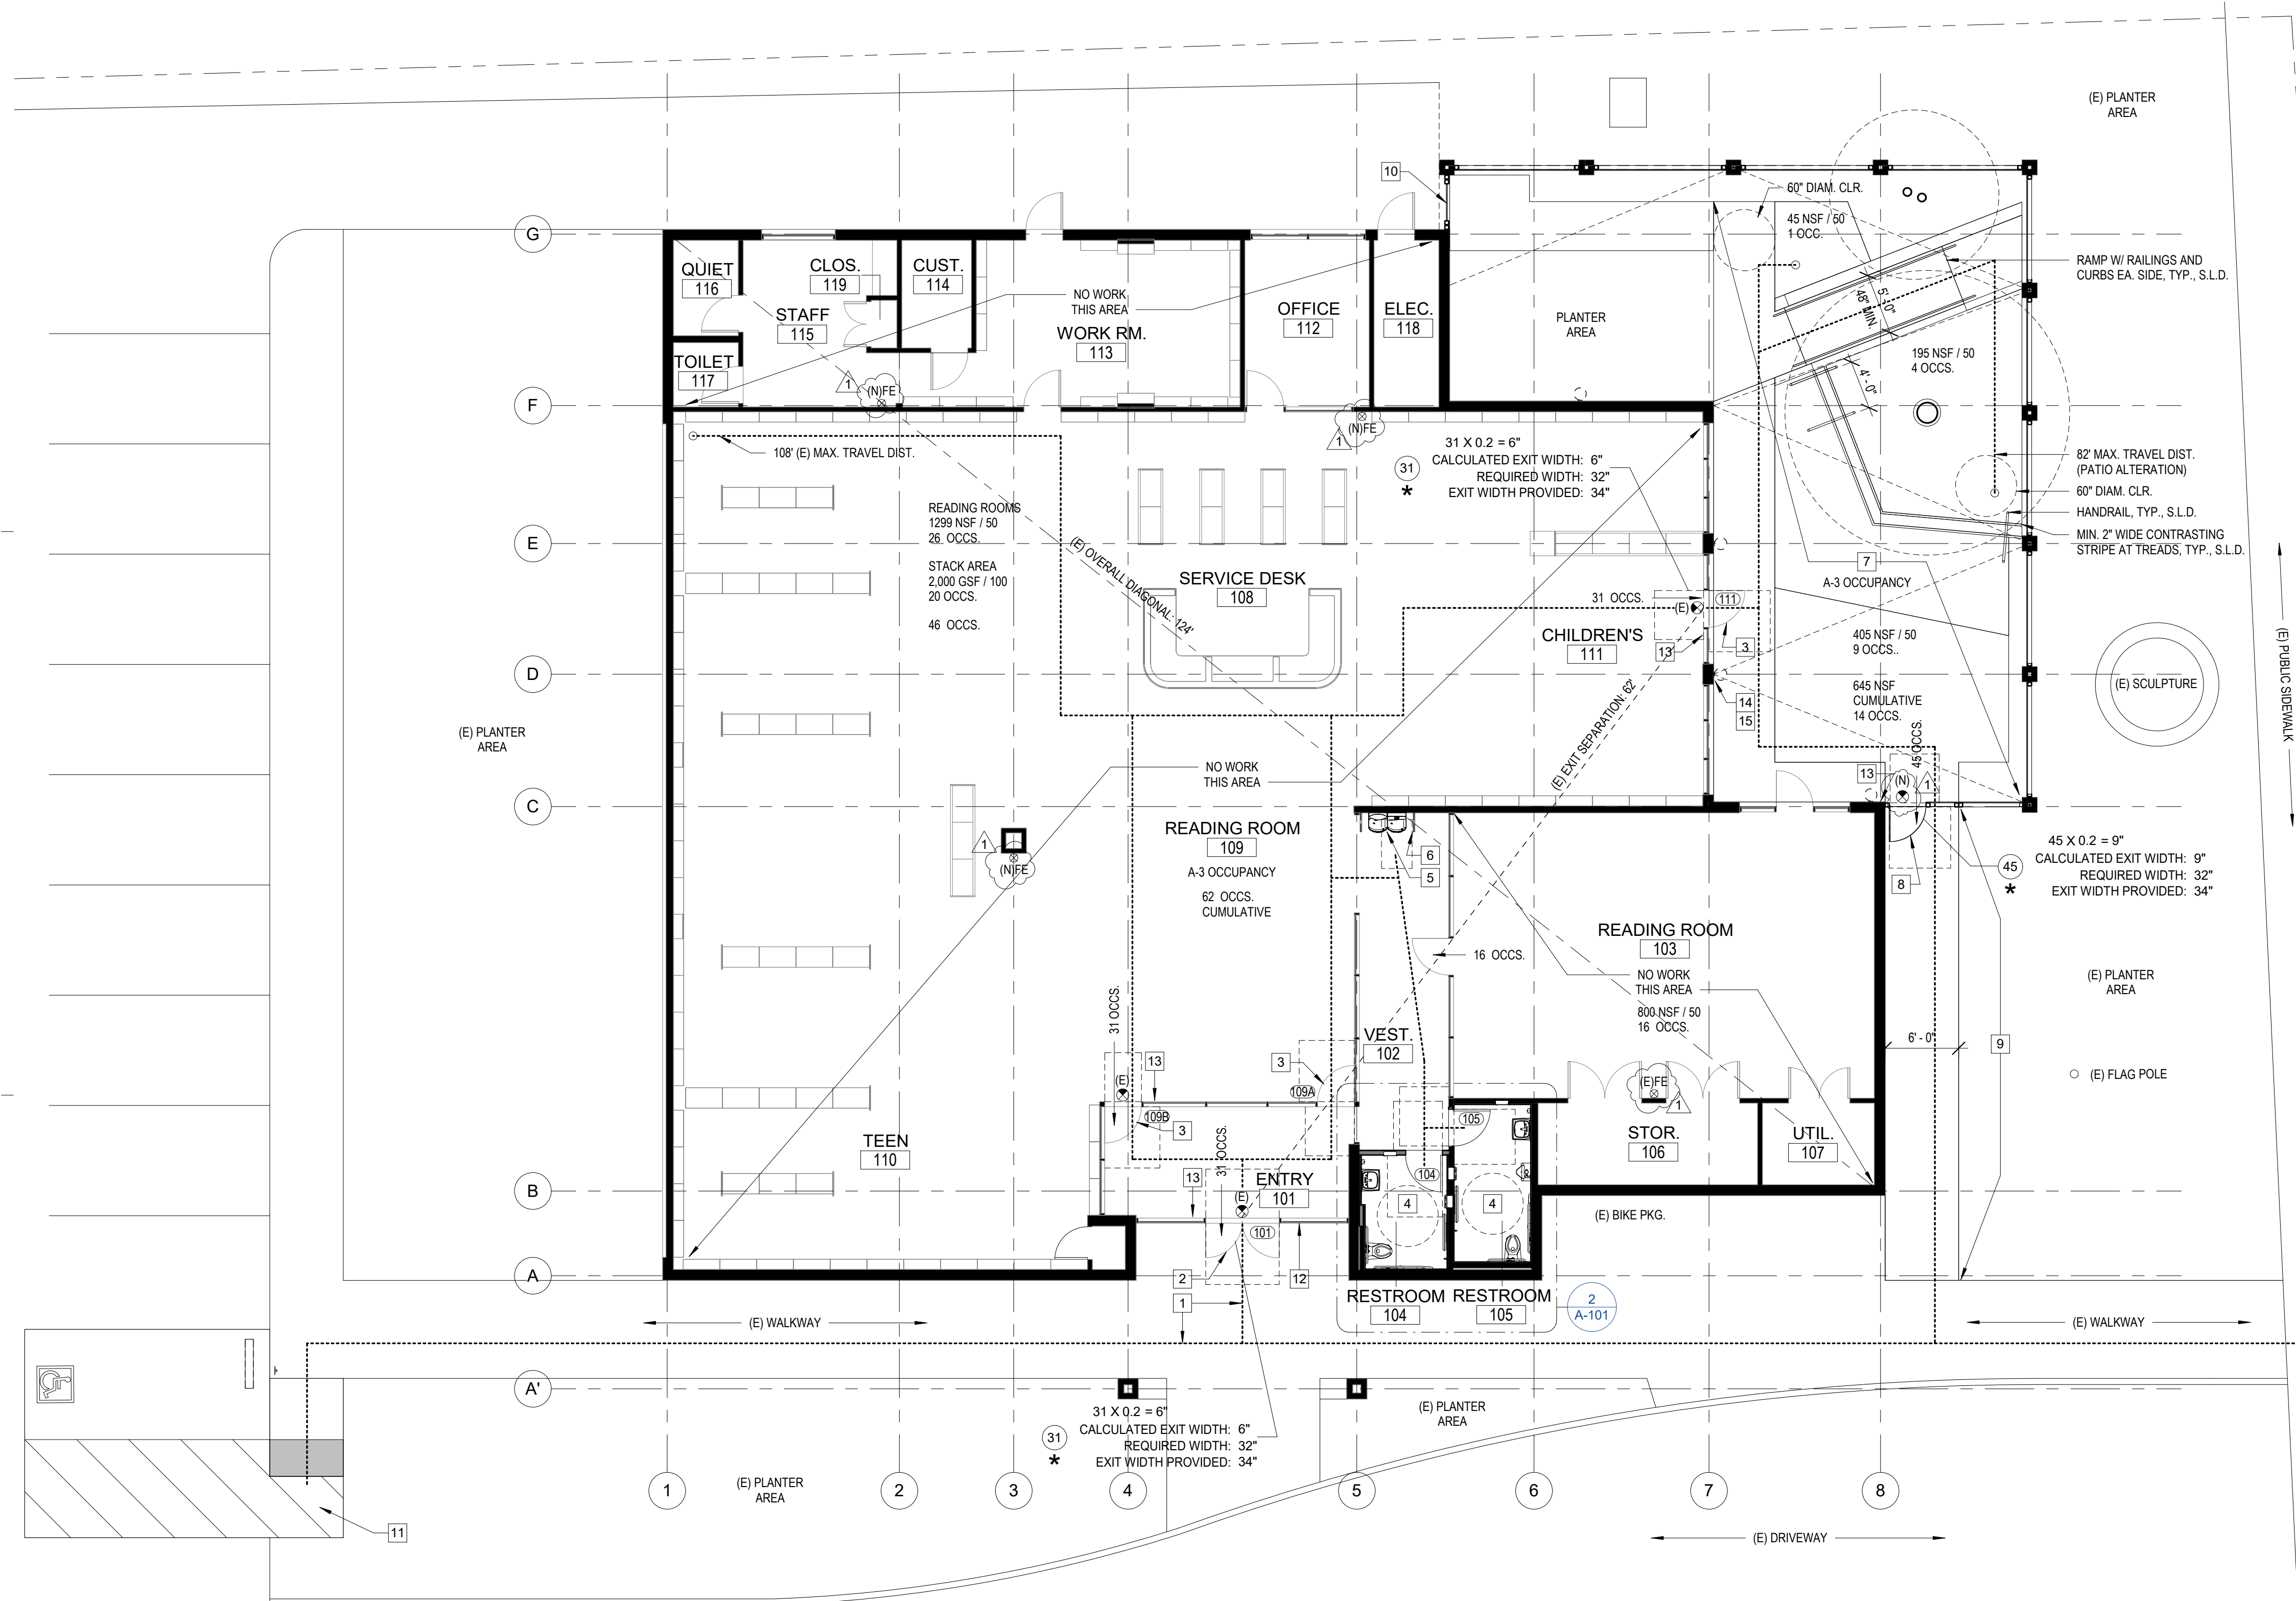 (E) PLANTER
AREA
10
60" DIAM. CLR.
45 NSF / 50
1 OCC.
G
QUIET
116
CLOS.
119
CUST.
114
NO WORK
THIS AREA
STAFF
115
WORK RM.
113
OFFICE
112
ELEC.
118
PLANTER
AREA
5'-0"
48" MIN.
RAMP W/ RAILINGS AND
CURBS EA. SIDE, TYP., S.L.D.
195 NSF / 50
4 OCCS.
4'-0"
TOILET
117
1
(N)FE
F
1
(N)FE
108' (E) MAX. TRAVEL DIST.
31 X 0.2 = 6"
31
*
CALCULATED EXIT WIDTH: 6"
REQUIRED WIDTH: 32"
EXIT WIDTH PROVIDED: 34"
82' MAX. TRAVEL DIST.
(PATIO ALTERATION)
60" DIAM. CLR.
HANDRAIL, TYP., S.L.D.
MIN. 2" WIDE CONTRASTING
STRIPE AT TREADS, TYP., S.L.D.
READING ROOMS
1299 NSF / 50
26 OCCS.
STACK AREA
2,000 GSF / 100
20 OCCS.
46 OCCS.
E
(E) OVERALL DIAGONAL: 124'
SERVICE DESK
108
7
A-3 OCCUPANCY
31 OCCS.
(E)
111
3
13
CHILDREN'S
111
405 NSF / 50
9 OCCS..
645 NSF
CUMULATIVE
14 OCCS.
14
15
(E) SCULPTURE
(E) PUBLIC SIDEWALK
D
(E) PLANTER
AREA
(E) EXIT SEPARATION: 62'
NO WORK
THIS AREA
45 OCCS.
13
(N)
1
C
1
(N)FE
READING ROOM
109
A-3 OCCUPANCY
62 OCCS.
CUMULATIVE
6
5
8
45 X 0.2 = 9"
45
*
CALCULATED EXIT WIDTH: 9"
REQUIRED WIDTH: 32"
EXIT WIDTH PROVIDED: 34"
READING ROOM
103
16 OCCS.
NO WORK
THIS AREA
800 NSF / 50
16 OCCS.
(E) PLANTER
AREA
6' - 0"
9
31 OCCS.
VEST.
102
(E)
13
3
109A
109B
3
(E)FE
1
(E) FLAG POLE
105
104
TEEN
110
31 OCCS.
STOR.
106
UTIL.
107
B
13
ENTRY
101
(E)
101
4
4
(E) BIKE PKG.
A
2
12
1
RESTROOM
104
RESTROOM
105
2
A-101
(E) WALKWAY
(E) WALKWAY
A'
31 X 0.2 = 6"
31
*
CALCULATED EXIT WIDTH: 6"
REQUIRED WIDTH: 32"
EXIT WIDTH PROVIDED: 34"
(E) PLANTER
AREA
(E) PLANTER
AREA
1
2
3
4
5
6
7
8
11
(E) DRIVEWAY